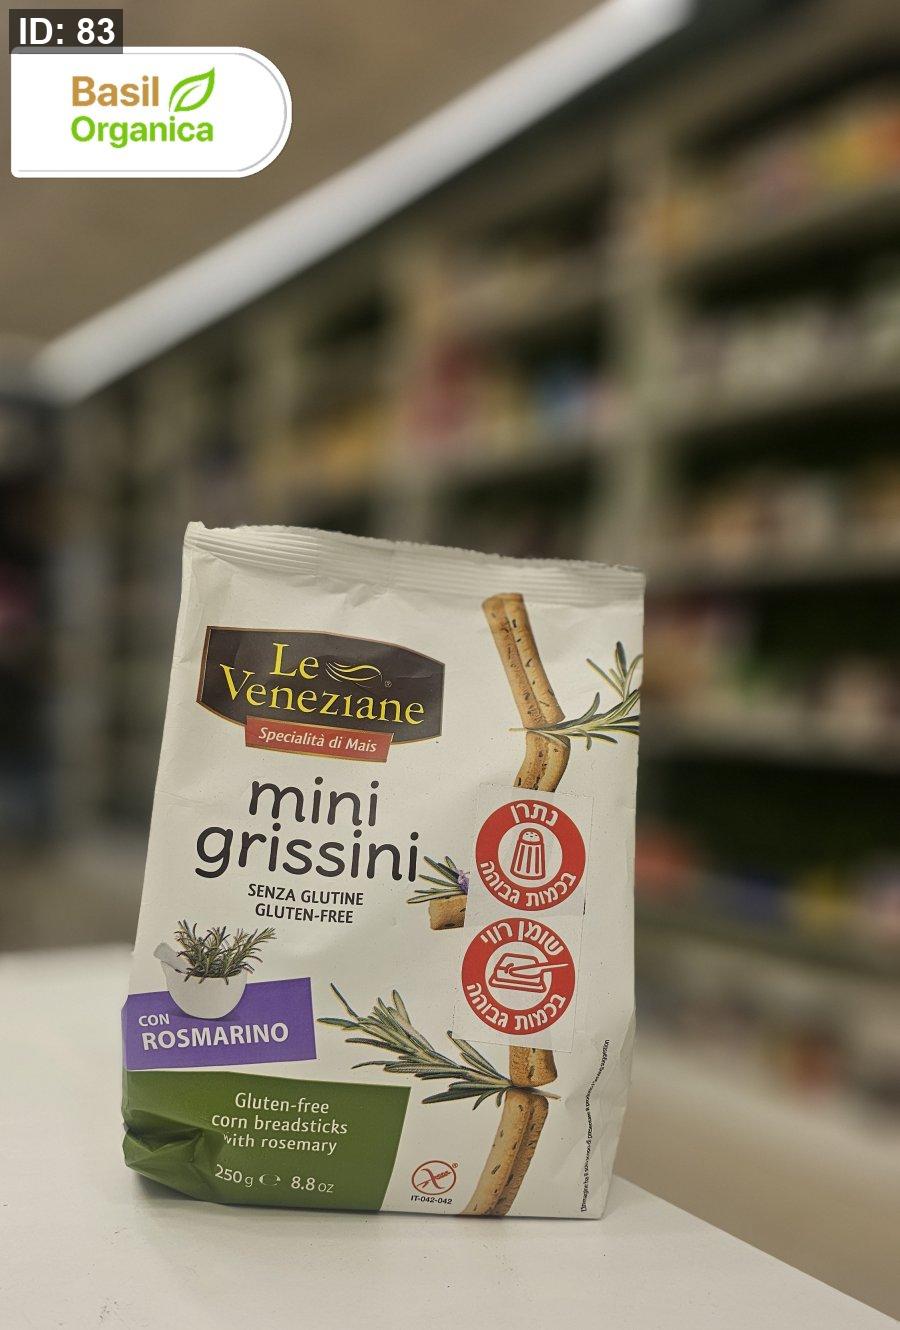 ID: 83
Basil
Organica
Le
Veneziane
®
Specialità di Mais
mini
grissini
SENZA GLUTINE
GLUTEN-FREE
נתרן
בכמות גבוהה
שומן רווי
בכמות גבוהה
CON
ROSMARINO
Gluten-free
corn breadsticks
with rosemary
250 g ℮ 8.8 oz
®
IT-042-042